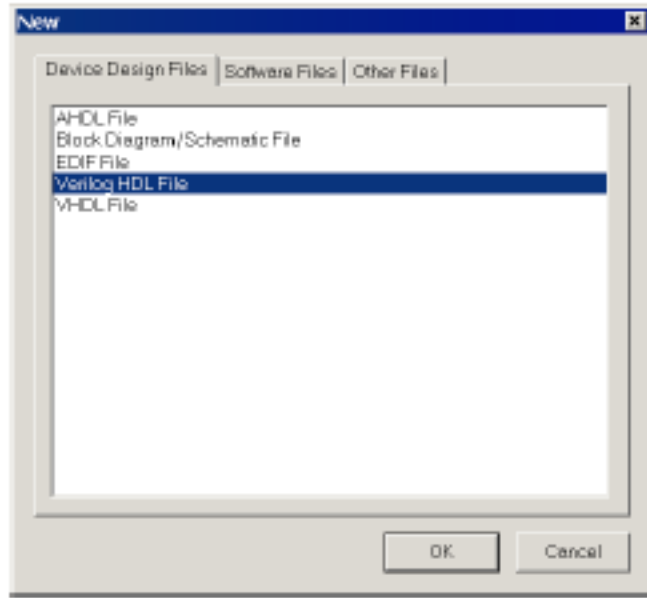 New
Device Design Files Software Files Other Files
AHDL File
Block Diagram/Schematic File
EDIF File
Verilog HDL File
VHDL File
OK Cancel